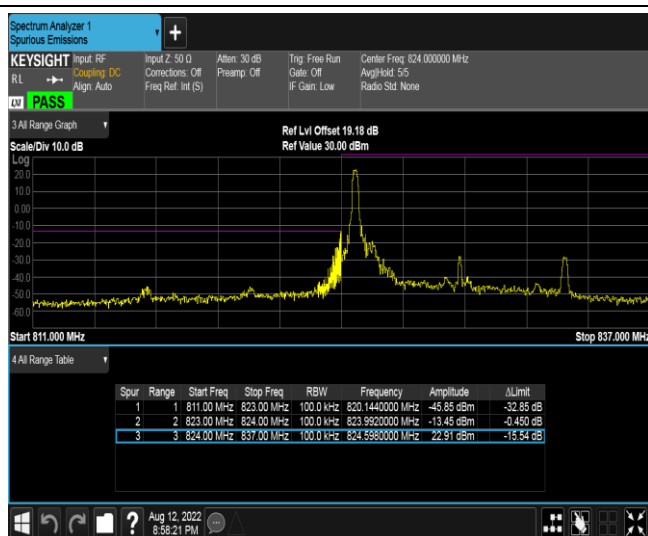 Spectrum Analyzer 1
Spurious Emissions
+
KEYSIGHT Input: RF Input Z: 50 Ω Atten: 30 dB Trig: Free Run Center Freq: 824.000000 MHz
RL Coupling: DC Corrections: Off Preamp: Off Gate: Off Avg|Hold: 5/5
Align: Auto Freq Ref: Int (S) IF Gain: Low Radio Std: None
LXI PASS
3 All Range Graph
Ref Lvl Offset 19.18 dB
Scale/Div 10.0 dB Ref Value 30.00 dBm
Log
20.0
10.0
0.00
-10.0
-20.0
-30.0
-40.0
-50.0
-60.0
Start 811.000 MHz Stop 837.000 MHz
4 All Range Table
Spur Range Start Freq Stop Freq RBW Frequency Amplitude ΔLimit
1 1 811.00 MHz 823.00 MHz 100.0 kHz 820.1440000 MHz -45.85 dBm -32.85 dB
2 2 823.00 MHz 824.00 MHz 100.0 kHz 823.9920000 MHz -13.45 dBm -0.450 dB
3 3 824.00 MHz 837.00 MHz 100.0 kHz 824.5980000 MHz 22.91 dBm -15.54 dB
? Aug 12, 2022
8:58:21 PM